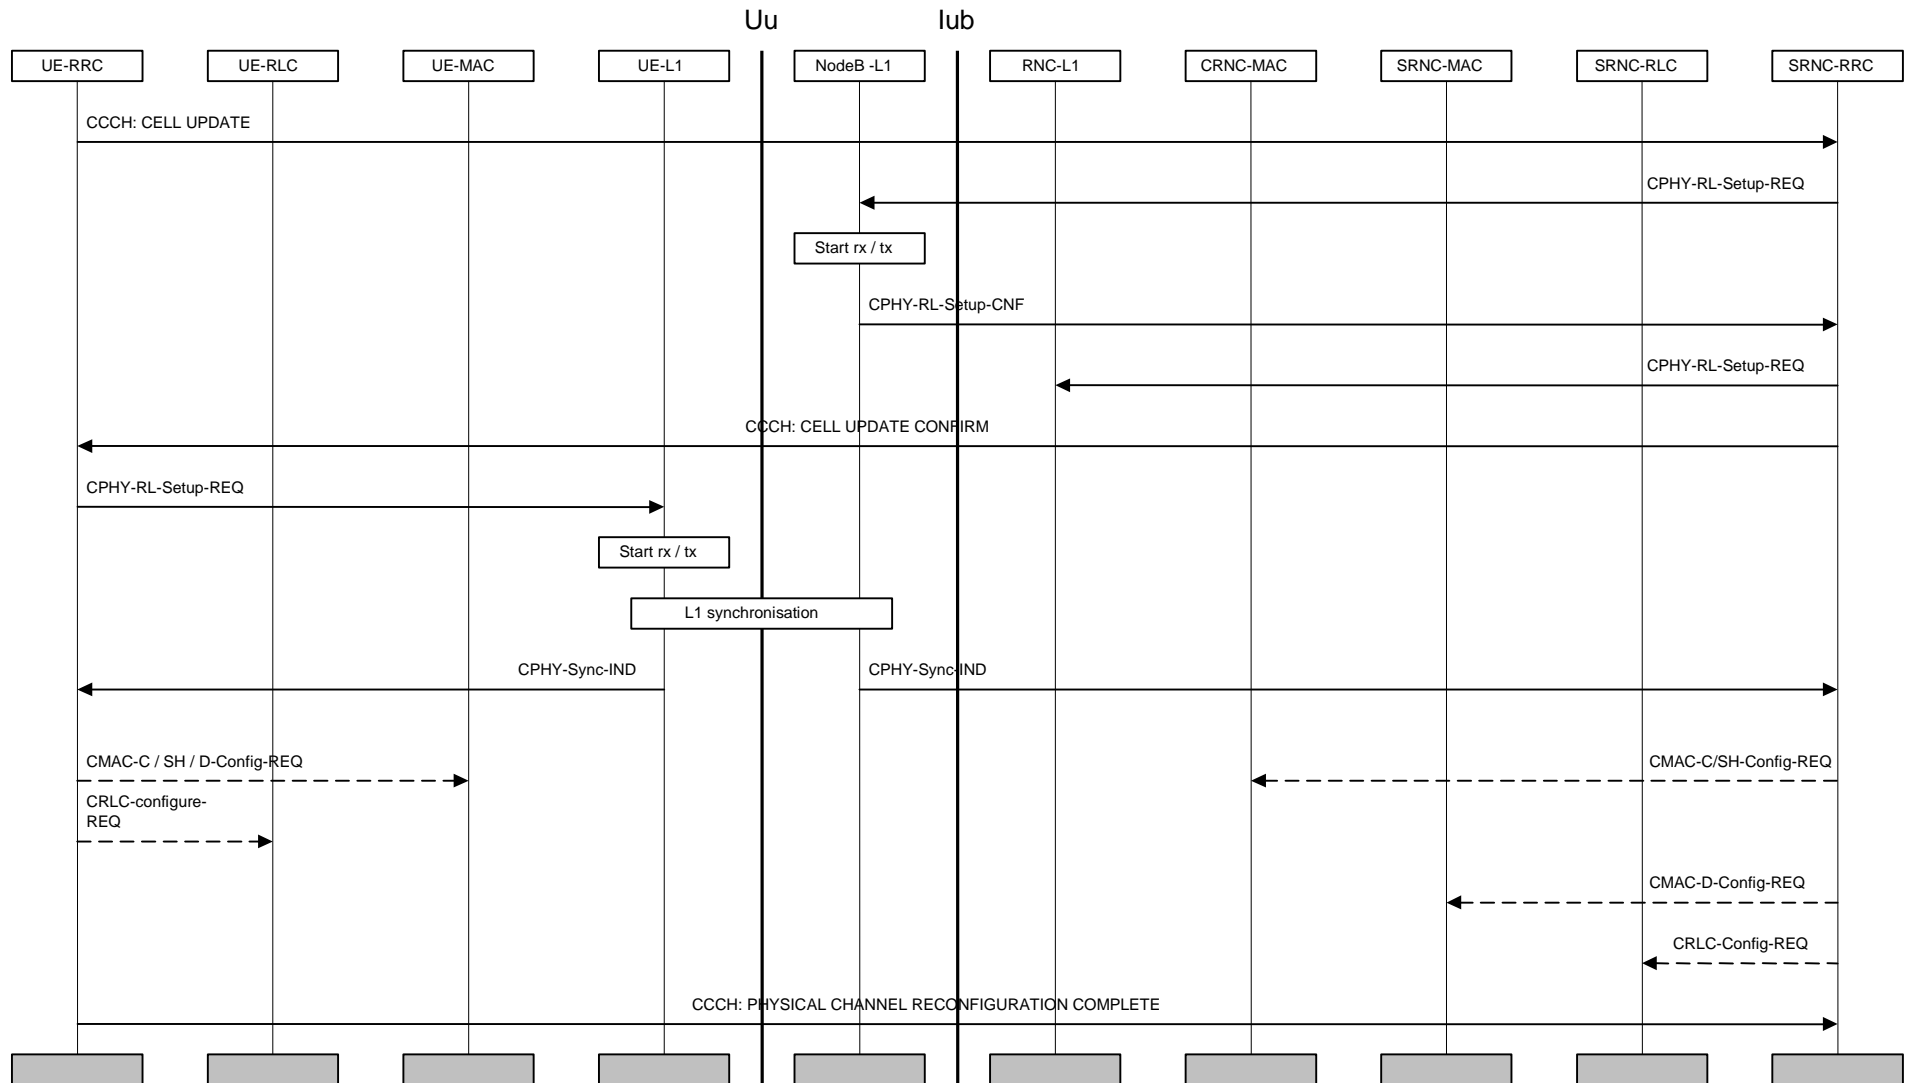 Uu
Iub
UE-RRC
UE-RLC
UE-MAC
UE-L1
NodeB -L1
RNC-L1
CRNC-MAC
SRNC-MAC
SRNC-RLC
SRNC-RRC
CCCH: CELL UPDATE
CPHY-RL-Setup-REQ
Start rx / tx
CPHY-RL-Setup-CNF
CPHY-RL-Setup-REQ
CCCH: CELL UPDATE CONFIRM
CPHY-RL-Setup-REQ
Start rx / tx
L1 synchronisation
CPHY-Sync-IND
CPHY-Sync-IND
CMAC-C / SH / D-Config-REQ
CMAC-C/SH-Config-REQ
CRLC-configure-
REQ
CMAC-D-Config-REQ
CRLC-Config-REQ
CCCH: PHYSICAL CHANNEL RECONFIGURATION COMPLETE